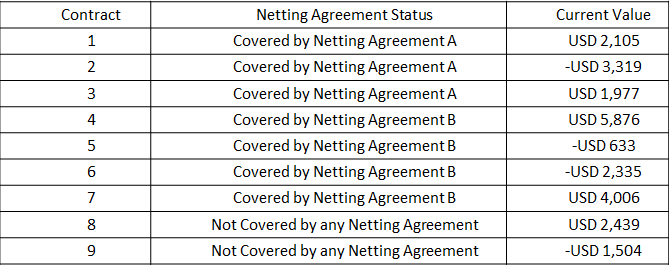 Contract Netting Agreement Status Current Value
1 Covered by Netting Agreement A USD 2,105
2 Covered by Netting Agreement A -USD 3,319
3 Covered by Netting Agreement A USD 1,977
4 Covered by Netting Agreement B USD 5,876
5 Covered by Netting Agreement B -USD 633
6 Covered by Netting Agreement B -USD 2,335
7 Covered by Netting Agreement B USD 4,006
8 Not Covered by any Netting Agreement USD 2,439
9 Not Covered by any Netting Agreement -USD 1,504